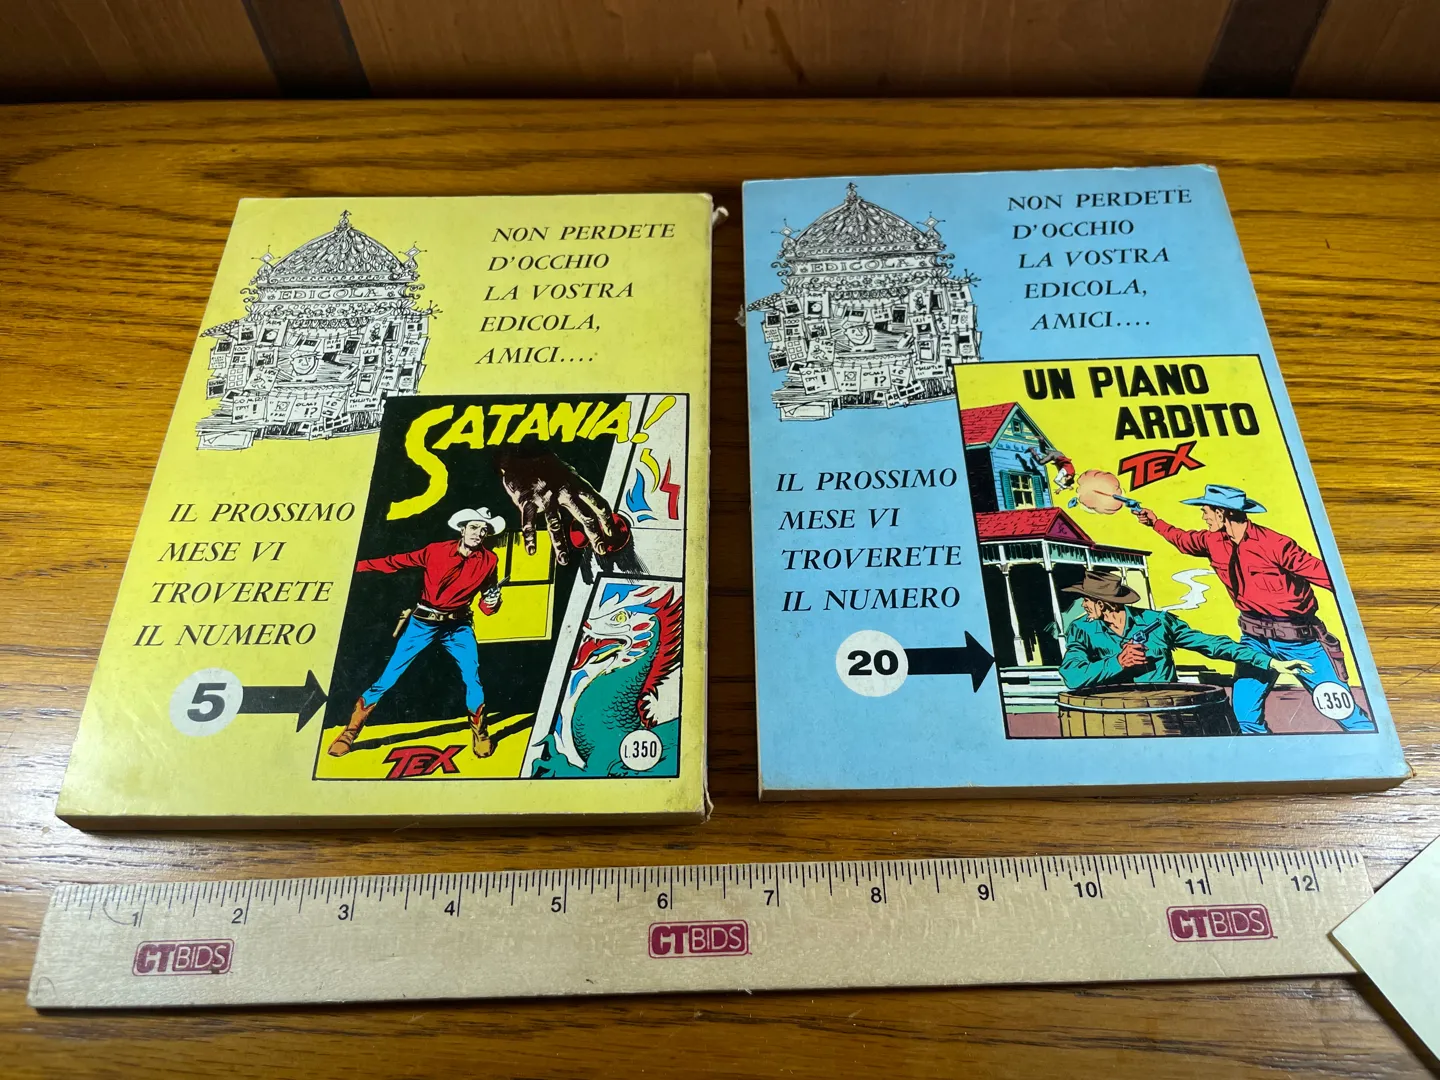 NON PERDETE
D'OCCHIO
LA VOSTRA
EDICOLA,
AMICI....
EDICOLA
IL PROSSIMO
MESE VI
TROVERETE
IL NUMERO
5
SATANIA!
TEX
L.350
NON PERDETE
D'OCCHIO
LA VOSTRA
EDICOLA,
AMICI....
EDICOLA
IL PROSSIMO
MESE VI
TROVERETE
IL NUMERO
20
UN PIANO
ARDITO
TEX
L.350
1 2 3 4 5 6 7 8 9 10 11 12
CTBIDS CTBIDS CTBIDS